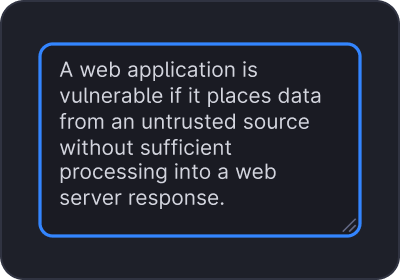 A web application is
vulnerable if it places data
from an untrusted source
without sufficient
processing into a web
server response.